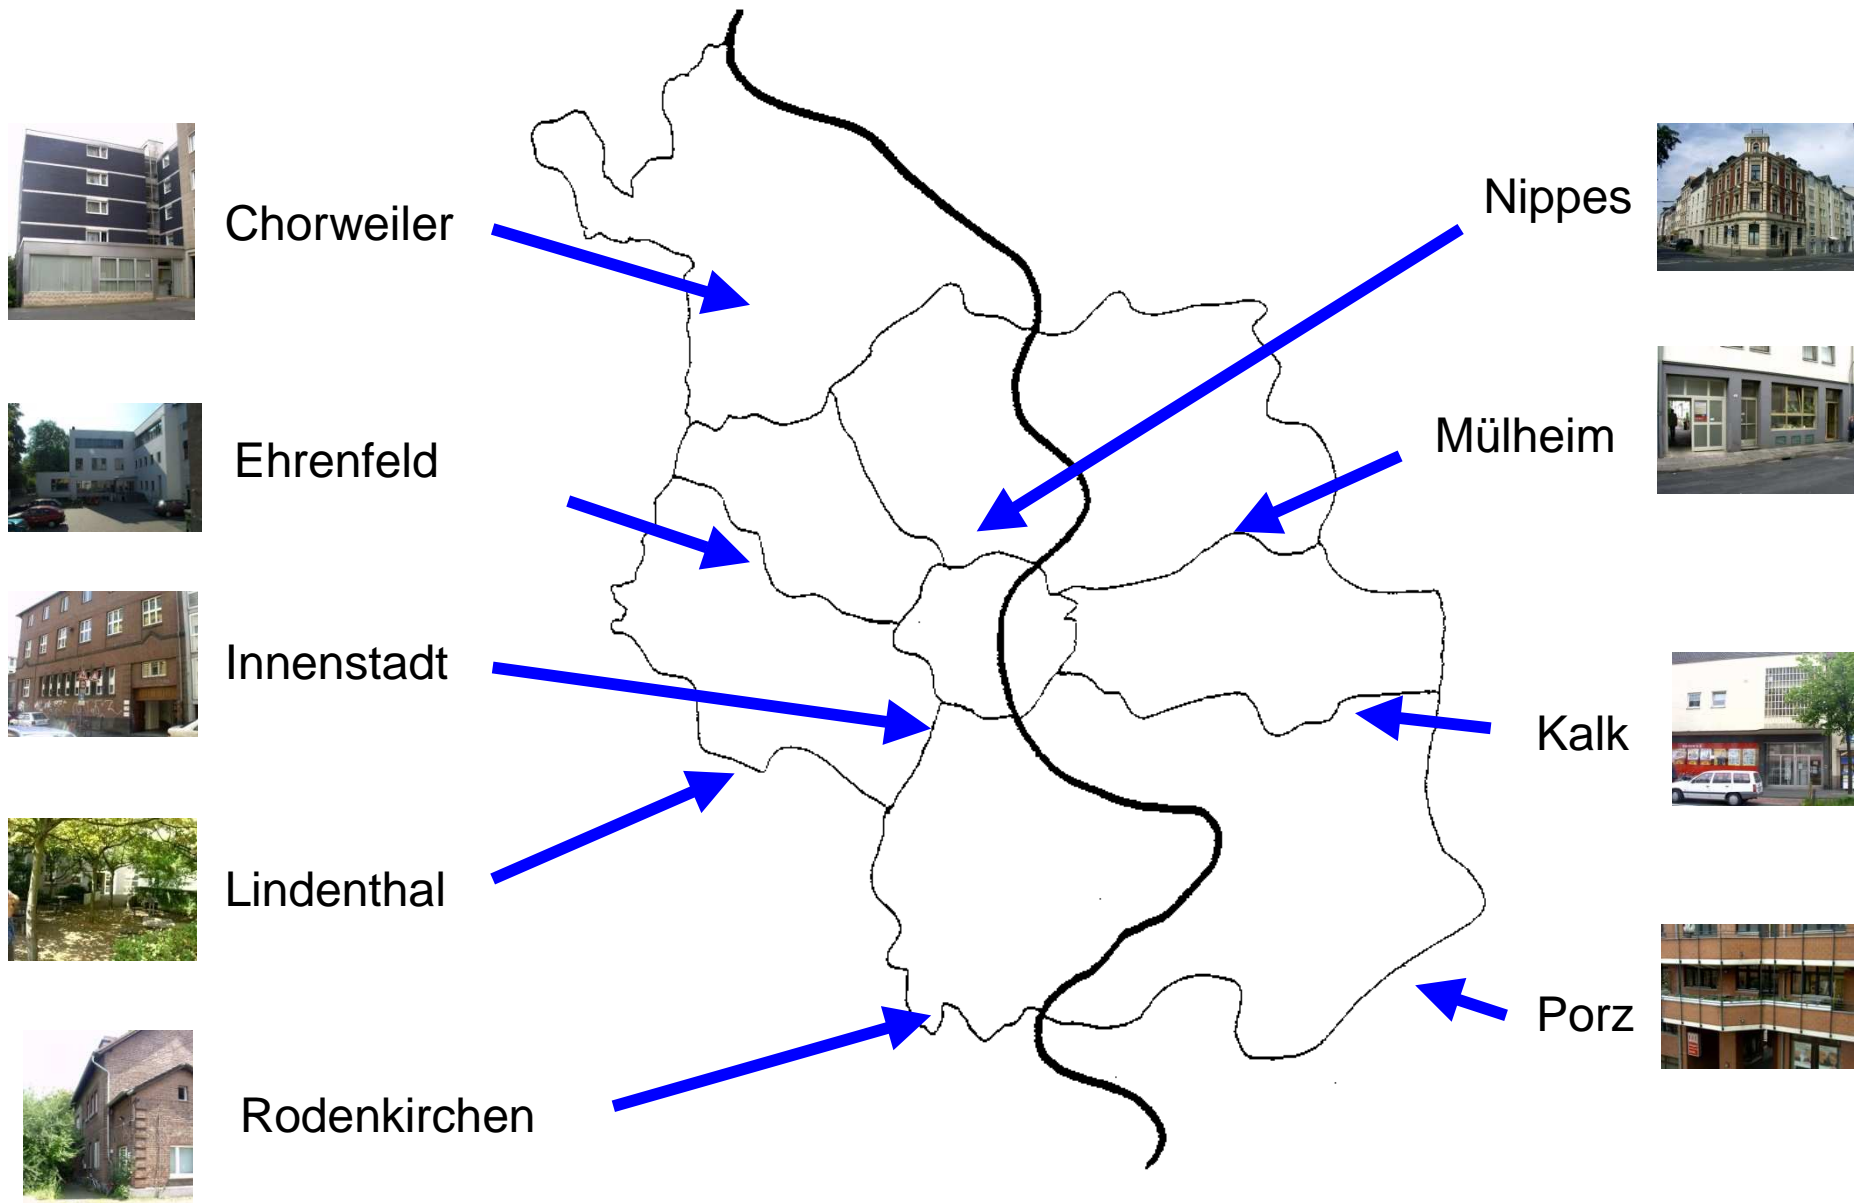 Chorweiler
Ehrenfeld
Innenstadt
Lindenthal
Rodenkirchen
Nippes
Mülheim
Kalk
Porz